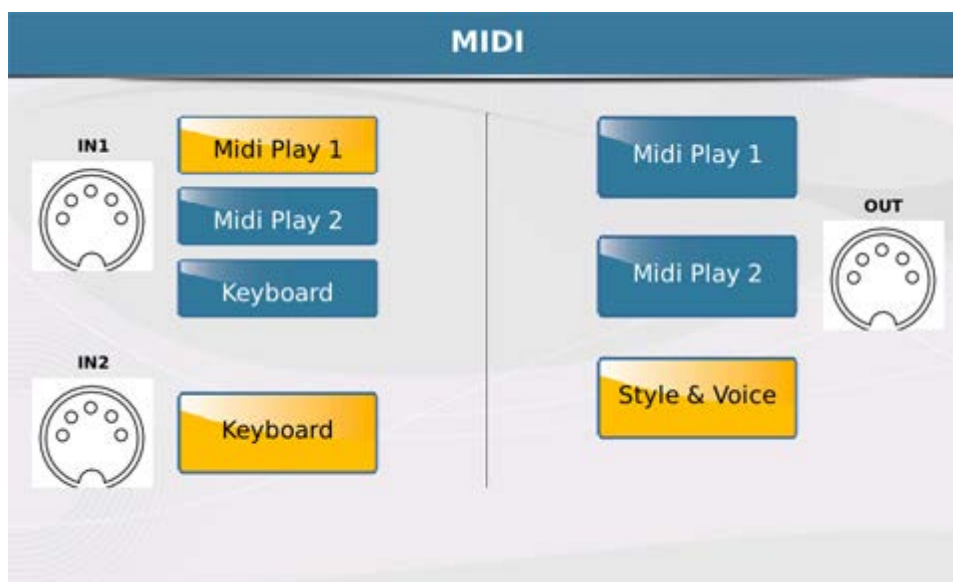 MIDI
IN1
Midi Play 1
Midi Play 2
Keyboard
IN2
Keyboard
Midi Play 1
Midi Play 2
Style & Voice
OUT